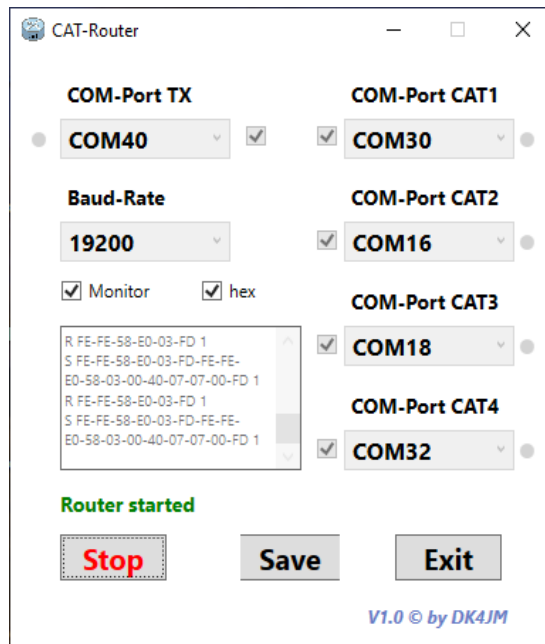 CAT-Router
COM-Port TX
COM40
Baud-Rate
19200
Monitor
hex
R FE-FE-58-E0-03-FD 1
S FE-FE-58-E0-03-FD-FE-FE-
E0-58-03-00-40-07-07-00-FD 1
R FE-FE-58-E0-03-FD 1
S FE-FE-58-E0-03-FD-FE-FE-
E0-58-03-00-40-07-07-00-FD 1
COM-Port CAT1
COM30
COM-Port CAT2
COM16
COM-Port CAT3
COM18
COM-Port CAT4
COM32
Router started
Stop
Save
Exit
V1.0 © by DK4JM